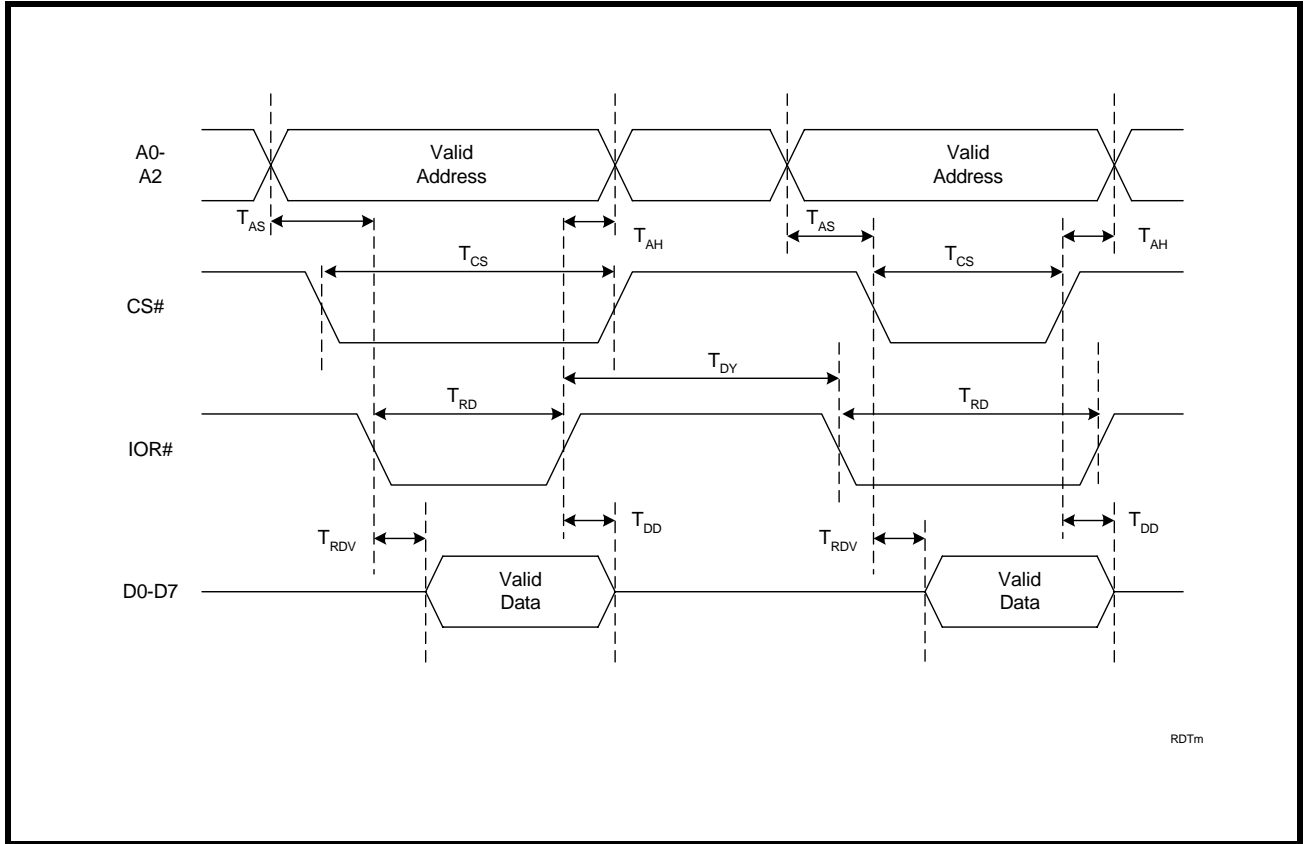 A0-
A2
Valid
Address
Valid
Address
TAS
TAH
TAS
TAH
CS#
TCS
TCS
TDY
IOR#
TRD
TRD
TRDV
TDD
TRDV
TDD
D0-D7
Valid
Data
Valid
Data
RDTm